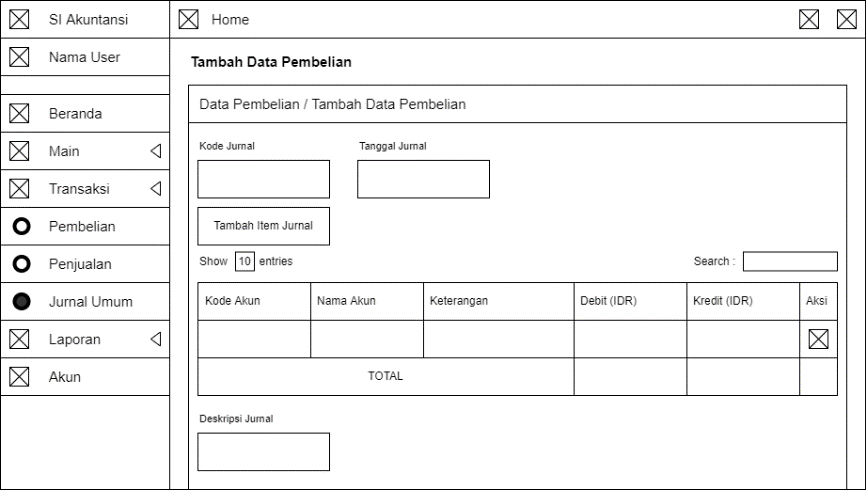 SI Akuntansi
Home
Nama User
Tambah Data Pembelian
Data Pembelian / Tambah Data Pembelian
Beranda
Main
Transaksi
Pembelian
Penjualan
Jurnal Umum
Laporan
Akun
Kode Jurnal
Tanggal Jurnal
Tambah Item Jurnal
Show 10 entries
Search :
Kode Akun
Nama Akun
Keterangan
Debit (IDR)
Kredit (IDR)
Aksi
TOTAL
Deskripsi Jurnal